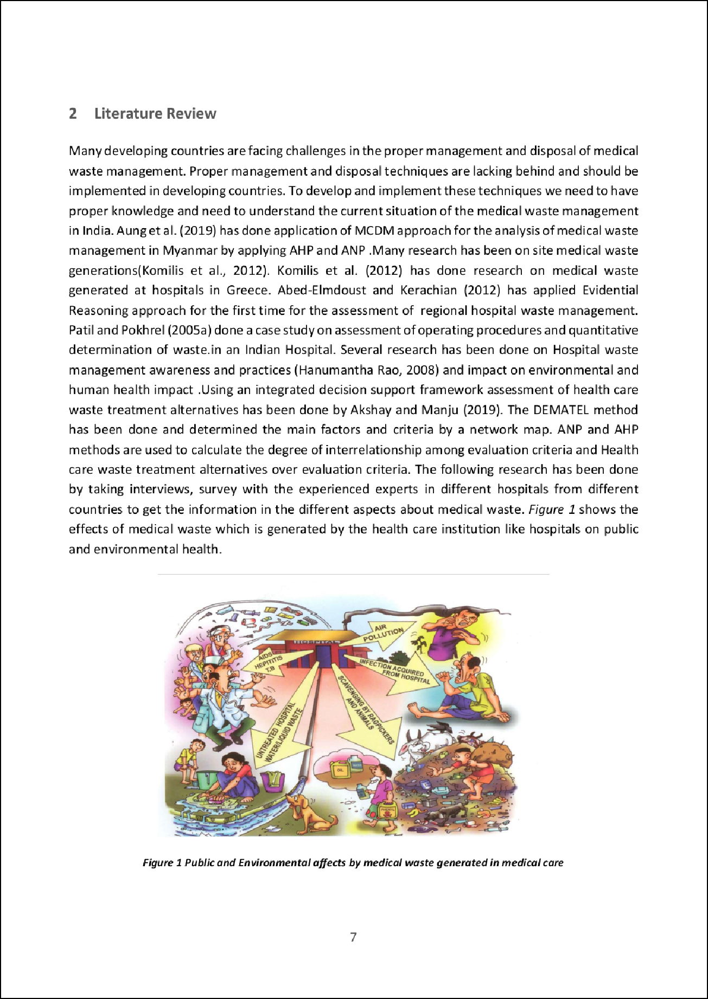 2 Literature Review
Many developing countries are facing challenges in the proper management and disposal of medical
waste management. Proper management and disposal techniques are lacking behind and should be
implemented in developing countries. To develop and implement these techniques we need to have
proper knowledge and need to understand the current situation of the medical waste management
in India. Aung et al. (2019) has done application of MCDM approach for the analysis of medical waste
management in Myanmar by applying AHP and ANP .Many research has been on site medical waste
generations(Komilis et al., 2012). Komilis et al. (2012) has done research on medical waste
generated at hospitals in Greece. Abed-Elmdoust and Kerachian (2012) has applied Evidential
Reasoning approach for the first time for the assessment of  regional hospital waste management.
Patil and Pokhrel (2005a) done a case study on assessment of operating procedures and quantitative
determination of waste.in an Indian Hospital. Several research has been done on Hospital waste
management awareness and practices (Hanumantha Rao, 2008) and impact on environmental and
human health impact .Using an integrated decision support framework assessment of health care
waste treatment alternatives has been done by Akshay and Manju (2019). The DEMATEL method
has been done and determined the main factors and criteria by a network map. ANP and AHP
methods are used to calculate the degree of interrelationship among evaluation criteria and Health
care waste treatment alternatives over evaluation criteria. The following research has been done
by taking interviews, survey with the experienced experts in different hospitals from different
countries to get the information in the different aspects about medical waste. Figure 1 shows the
effects of medical waste which is generated by the health care institution like hospitals on public
and environmental health.
AIR
POLLUTION
HOSPITAL
AIDS
HEPITITIS
T.B
INFECTION ACQUIRED
FROM HOSPITAL
SCAVENGING BY RAGPICKERS
AND ANIMALS
UNTREATED HOSPITAL
WATER/LIQUID WASTE
OIL
PHENYL
Figure 1 Public and Environmental affects by medical waste generated in medical care
7